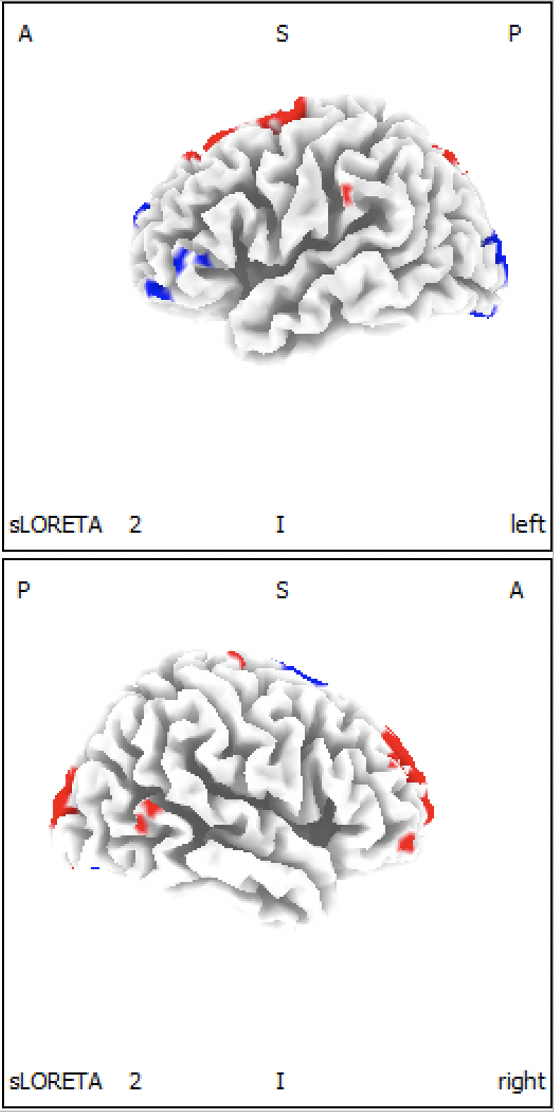 A S P
sLORETA 2 I left
P S A
sLORETA 2 I right